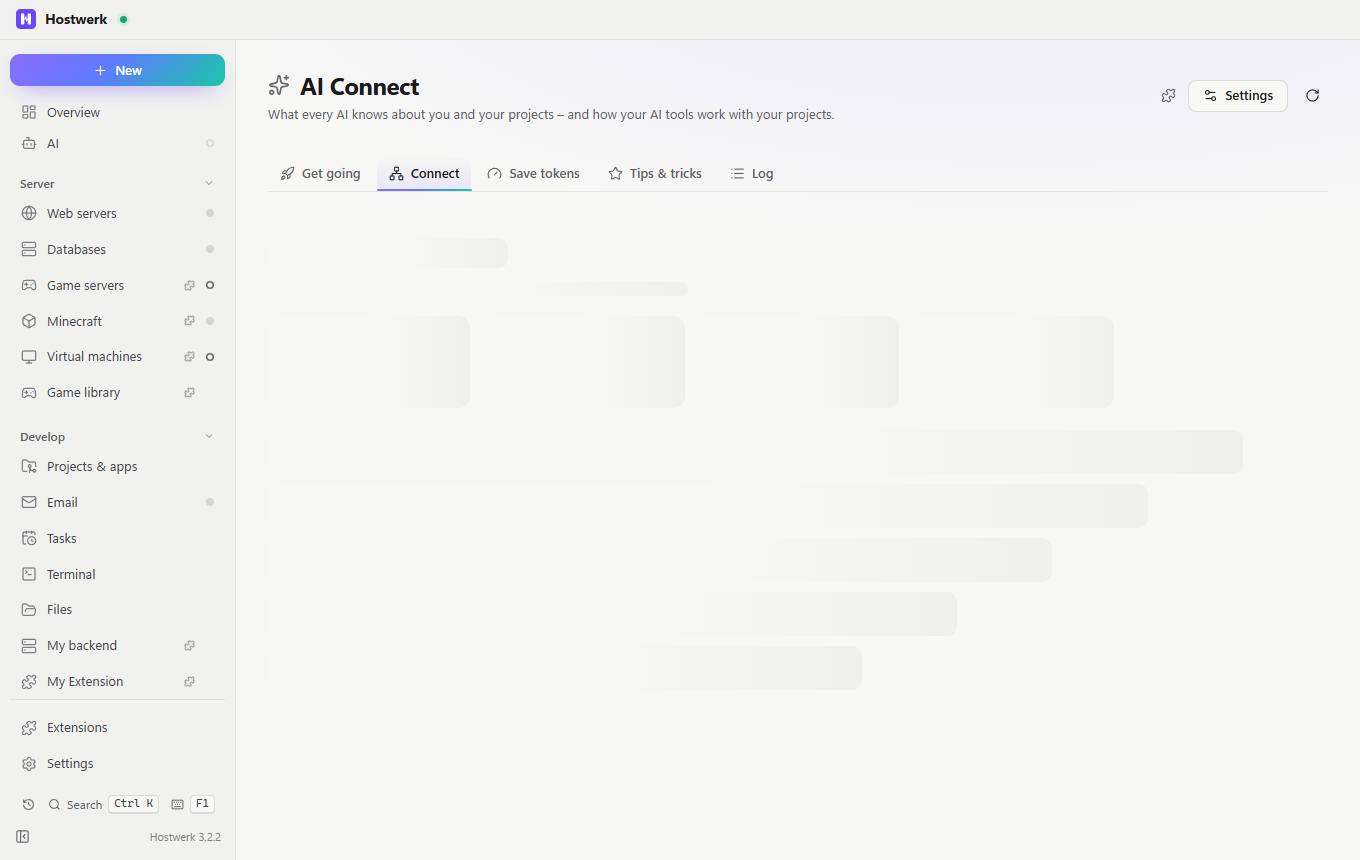 Hostwerk
New
Overview
AI
Server
Web servers
Databases
Game servers
Minecraft
Virtual machines
Game library
Develop
Projects & apps
Email
Tasks
Terminal
Files
My backend
My Extension
Extensions
Settings
Search Ctrl K F1
Hostwerk 3.2.2
AI Connect
What every AI knows about you and your projects – and how your AI tools work with your projects.
Settings
Get going Connect Save tokens Tips & tricks Log